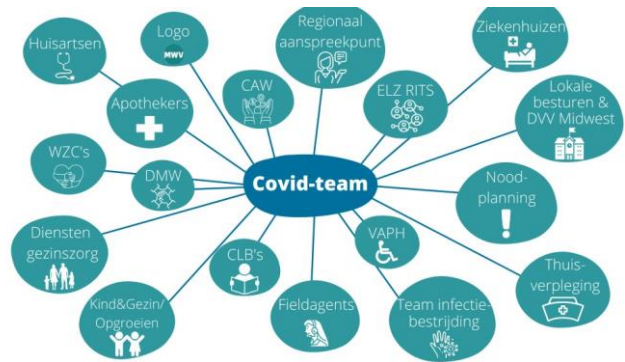 Huisartsen
Logo
MWV
Regionaal
aanspreekpunt
Ziekenhuizen
Apothekers
CAW
ELZ RITS
Lokale
besturen &
DVV Midwest
WZC's
DMW
Covid-team
Nood-
planning
Diensten
gezinszorg
CLB's
VAPH
Thuis-
verpleging
Kind&Gezin/
Opgroeien
Fieldagents
Team infectie-
bestrijding